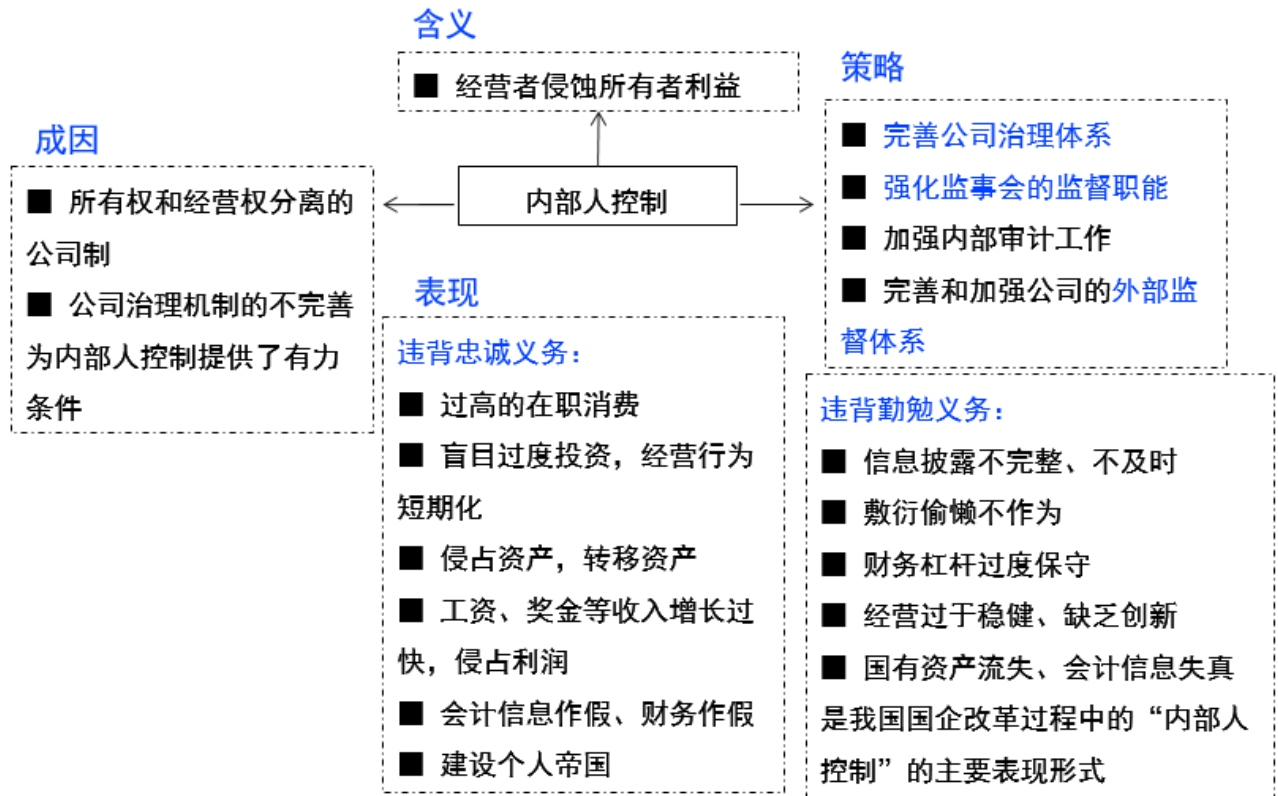 含义
■ 经营者侵蚀所有者利益
策略
■ 完善公司治理体系
■ 强化监事会的监督职能
■ 加强内部审计工作
■ 完善和加强公司的外部监
督体系
成因
■ 所有权和经营权分离的
公司制
■ 公司治理机制的不完善
为内部人控制提供了有力
条件
内部人控制
表现
违背忠诚义务：
■ 过高的在职消费
■ 盲目过度投资，经营行为
短期化
■ 侵占资产，转移资产
■ 工资、奖金等收入增长过
快，侵占利润
■ 会计信息作假、财务作假
■ 建设个人帝国
违背勤勉义务：
■ 信息披露不完整、不及时
■ 敷衍偷懒不作为
■ 财务杠杆过度保守
■ 经营过于稳健、缺乏创新
■ 国有资产流失、会计信息失真
是我国国企改革过程中的“内部人
控制”的主要表现形式